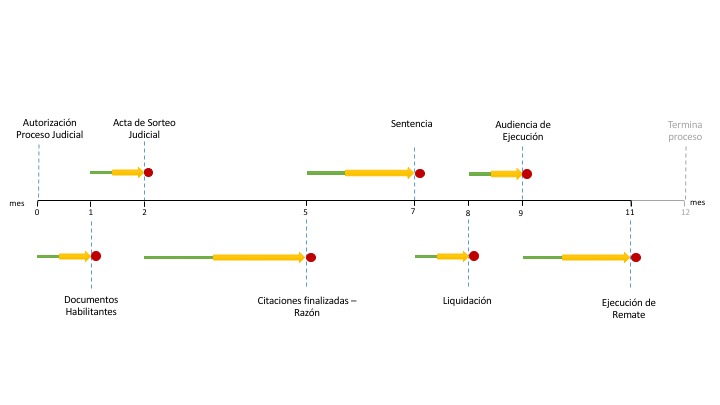 Autorización
Proceso Judicial
Acta de Sorteo
Judicial
Sentencia
Audiencia de
Ejecución
Termina
proceso
mes
mes
0
1
2
5
7
8
9
11
12
Documentos
Habilitantes
Citaciones finalizadas –
Razón
Liquidación
Ejecución de
Remate